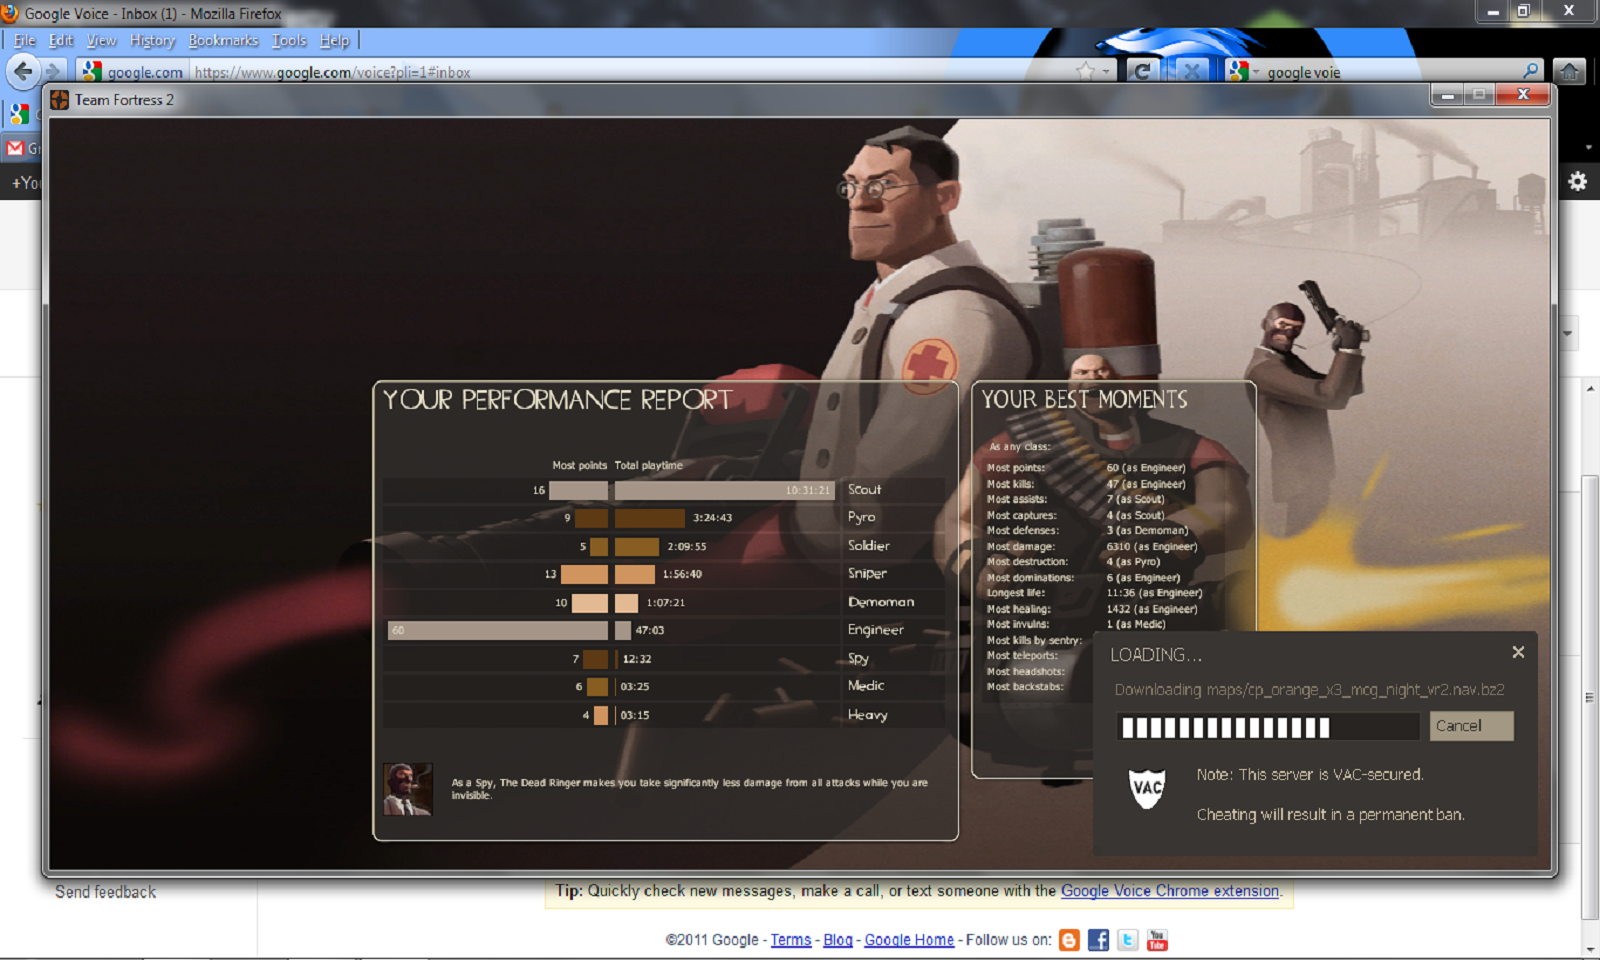 Google Voice - Inbox (1) - Mozilla Firefox
File Edit View History Bookmarks Tools Help
google.com https://www.google.com/voice?pli=1#inbox google voie
Team Fortress 2
+You
YOUR PERFORMANCE REPORT
Most points Total playtime
16 10:31:21 Scout
9 3:24:43 Pyro
5 2:09:55 Soldier
13 1:56:40 Sniper
10 1:07:21 Demoman
60 47:03 Engineer
7 12:32 Spy
6 03:25 Medic
4 03:15 Heavy
As a Spy, The Dead Ringer makes you take significantly less damage from all attacks while you are
invisible.
YOUR BEST MOMENTS
As any class:
Most points: 60 (as Engineer)
Most kills: 47 (as Engineer)
Most assists: 7 (as Scout)
Most captures: 4 (as Scout)
Most defenses: 3 (as Demoman)
Most damage: 6310 (as Engineer)
Most destruction: 4 (as Pyro)
Most dominations: 6 (as Engineer)
Longest life: 11:36 (as Engineer)
Most healing: 1432 (as Engineer)
Most invulns: 1 (as Medic)
Most kills by sentry:
Most teleports:
Most headshots:
Most backstabs:
LOADING...
Downloading maps/cp_orange_x3_mcg_night_vr2.nav.bz2
Cancel
VAC
Note: This server is VAC-secured.
Cheating will result in a permanent ban.
Send feedback
Tip: Quickly check new messages, make a call, or text someone with the Google Voice Chrome extension.
©2011 Google - Terms - Blog - Google Home - Follow us on:
You Tube